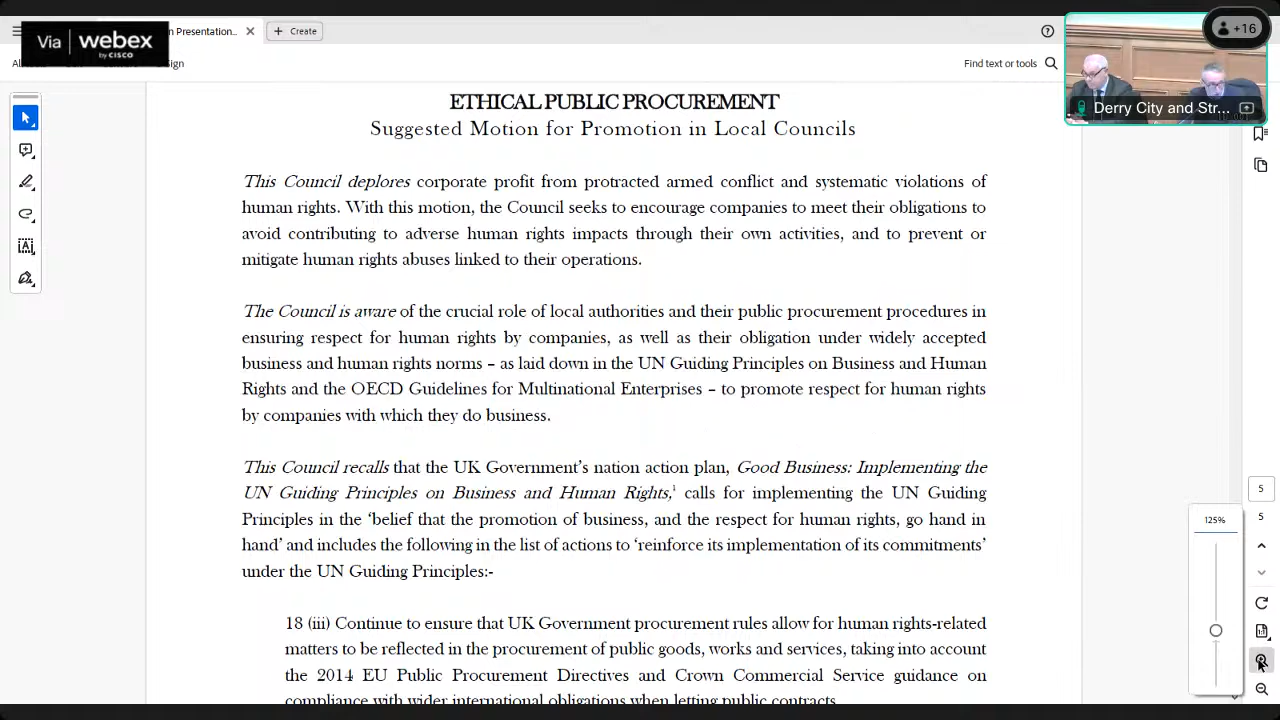 Via webex
by CISCO
n Presentation...
Create
+16
Find text or tools
Derry City and Str...
ETHICAL PUBLIC PROCUREMENT
Suggested Motion for Promotion in Local Councils
This Council deplores corporate profit from protracted armed conflict and systematic violations of
human rights. With this motion, the Council seeks to encourage companies to meet their obligations to
avoid contributing to adverse human rights impacts through their own activities, and to prevent or
mitigate human rights abuses linked to their operations.
The Council is aware of the crucial role of local authorities and their public procurement procedures in
ensuring respect for human rights by companies, as well as their obligation under widely accepted
business and human rights norms – as laid down in the UN Guiding Principles on Business and Human
Rights and the OECD Guidelines for Multinational Enterprises – to promote respect for human rights
by companies with which they do business.
This Council recalls that the UK Government’s nation action plan, Good Business: Implementing the
UN Guiding Principles on Business and Human Rights,¹ calls for implementing the UN Guiding
Principles in the ‘belief that the promotion of business, and the respect for human rights, go hand in
hand’ and includes the following in the list of actions to ‘reinforce its implementation of its commitments’
under the UN Guiding Principles:-
18 (iii) Continue to ensure that UK Government procurement rules allow for human rights-related
matters to be reflected in the procurement of public goods, works and services, taking into account
the 2014 EU Public Procurement Directives and Crown Commercial Service guidance on
compliance with wider international obligations when letting public contracts.
5
5
125%